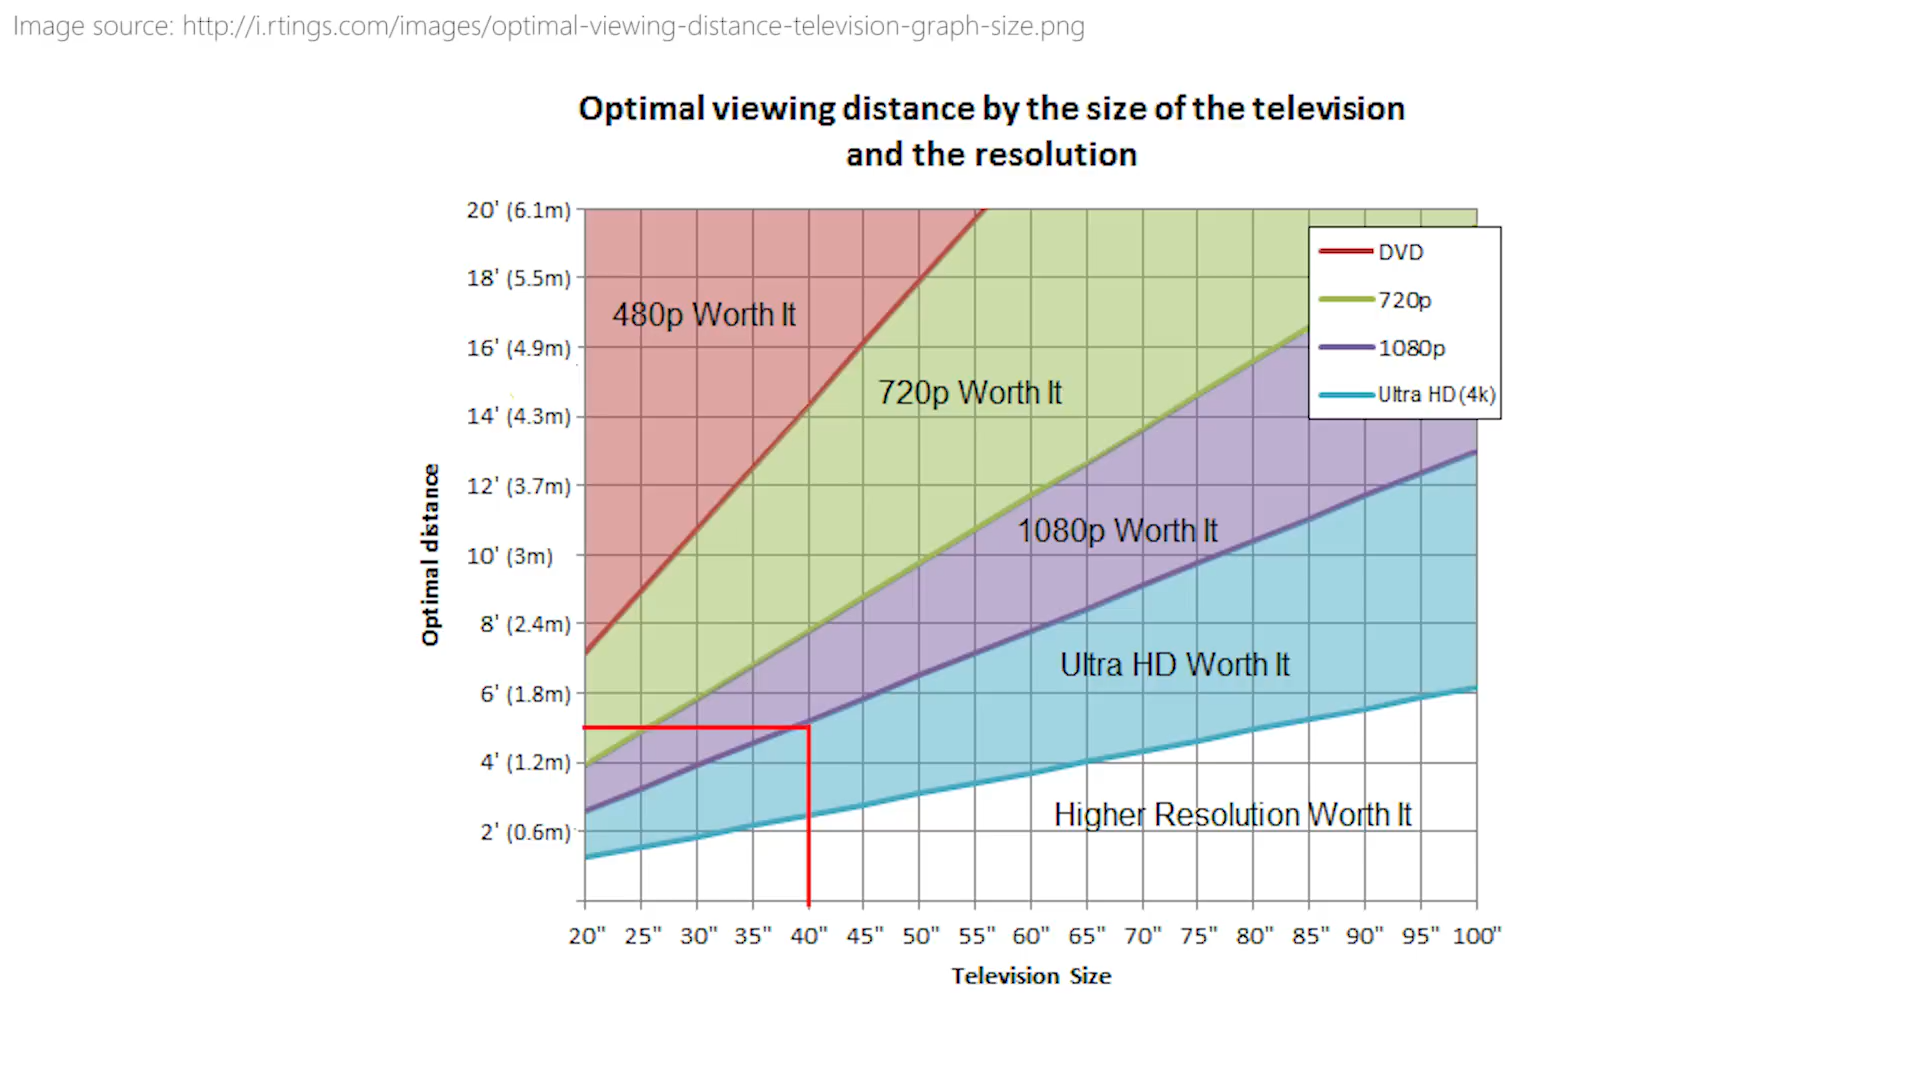 Image source: http://i.rtings.com/images/optimal-viewing-distance-television-graph-size.png
Optimal viewing distance by the size of the television
and the resolution
20' (6.1m)
18' (5.5m)
16' (4.9m)
14' (4.3m)
12' (3.7m)
10' (3m)
8' (2.4m)
6' (1.8m)
4' (1.2m)
2' (0.6m)
Optimal distance
480p Worth It
720p Worth It
1080p Worth It
Ultra HD Worth It
Higher Resolution Worth It
DVD
720p
1080p
Ultra HD (4k)
20" 25" 30" 35" 40" 45" 50" 55" 60" 65" 70" 75" 80" 85" 90" 95" 100"
Television Size